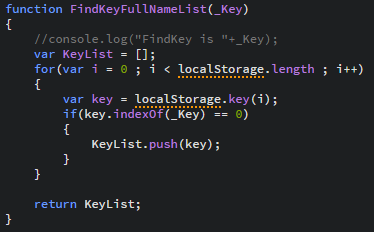 function FindKeyFullNameList(_Key)
{
    //console.log("FindKey is "+_Key);
    var KeyList = [];
    for(var i = 0 ; i < localStorage.length ; i++)
    {
        var key = localStorage.key(i);
        if(key.indexOf(_Key) == 0)
        {
            KeyList.push(key);
        }
    }

    return KeyList;
}